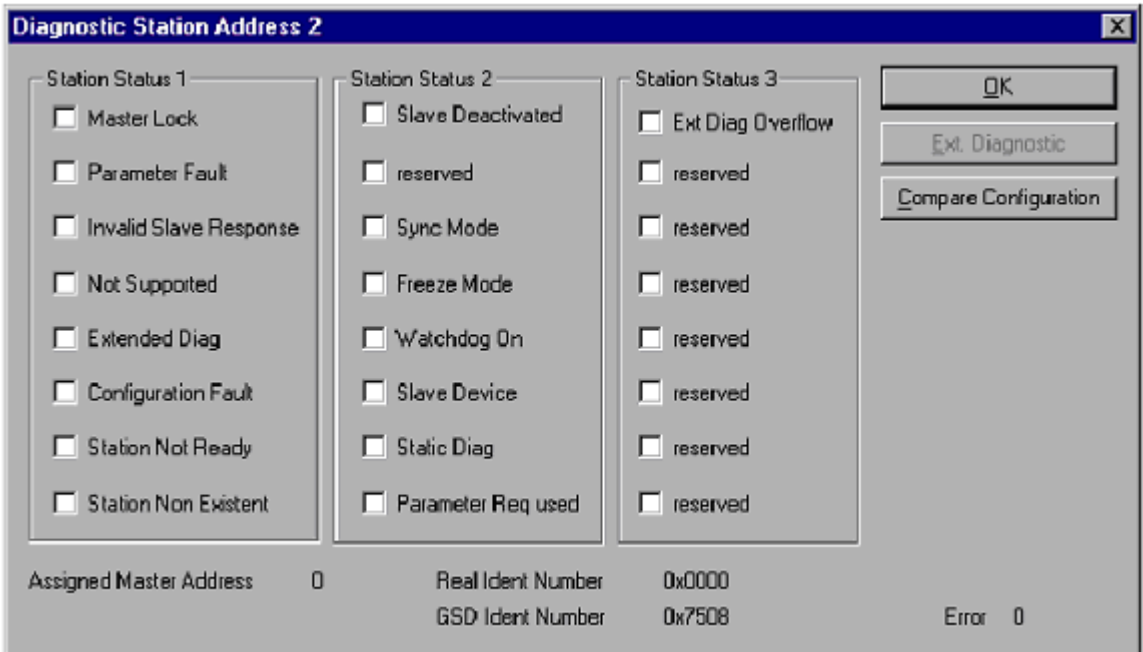 Diagnostic Station Address 2
Station Status 1
Master Lock
Parameter Fault
Invalid Slave Response
Not Supported
Extended Diag
Configuration Fault
Station Not Ready
Station Non Existent
Station Status 2
Slave Deactivated
reserved
Sync Mode
Freeze Mode
Watchdog On
Slave Device
Static Diag
Parameter Req used
Station Status 3
Ext Diag Overflow
reserved
reserved
reserved
reserved
reserved
reserved
reserved
OK
Ext. Diagnostic
Compare Configuration
Assigned Master Address 0
Real Ident Number 0x0000
GSD Ident Number 0x7508
Error 0